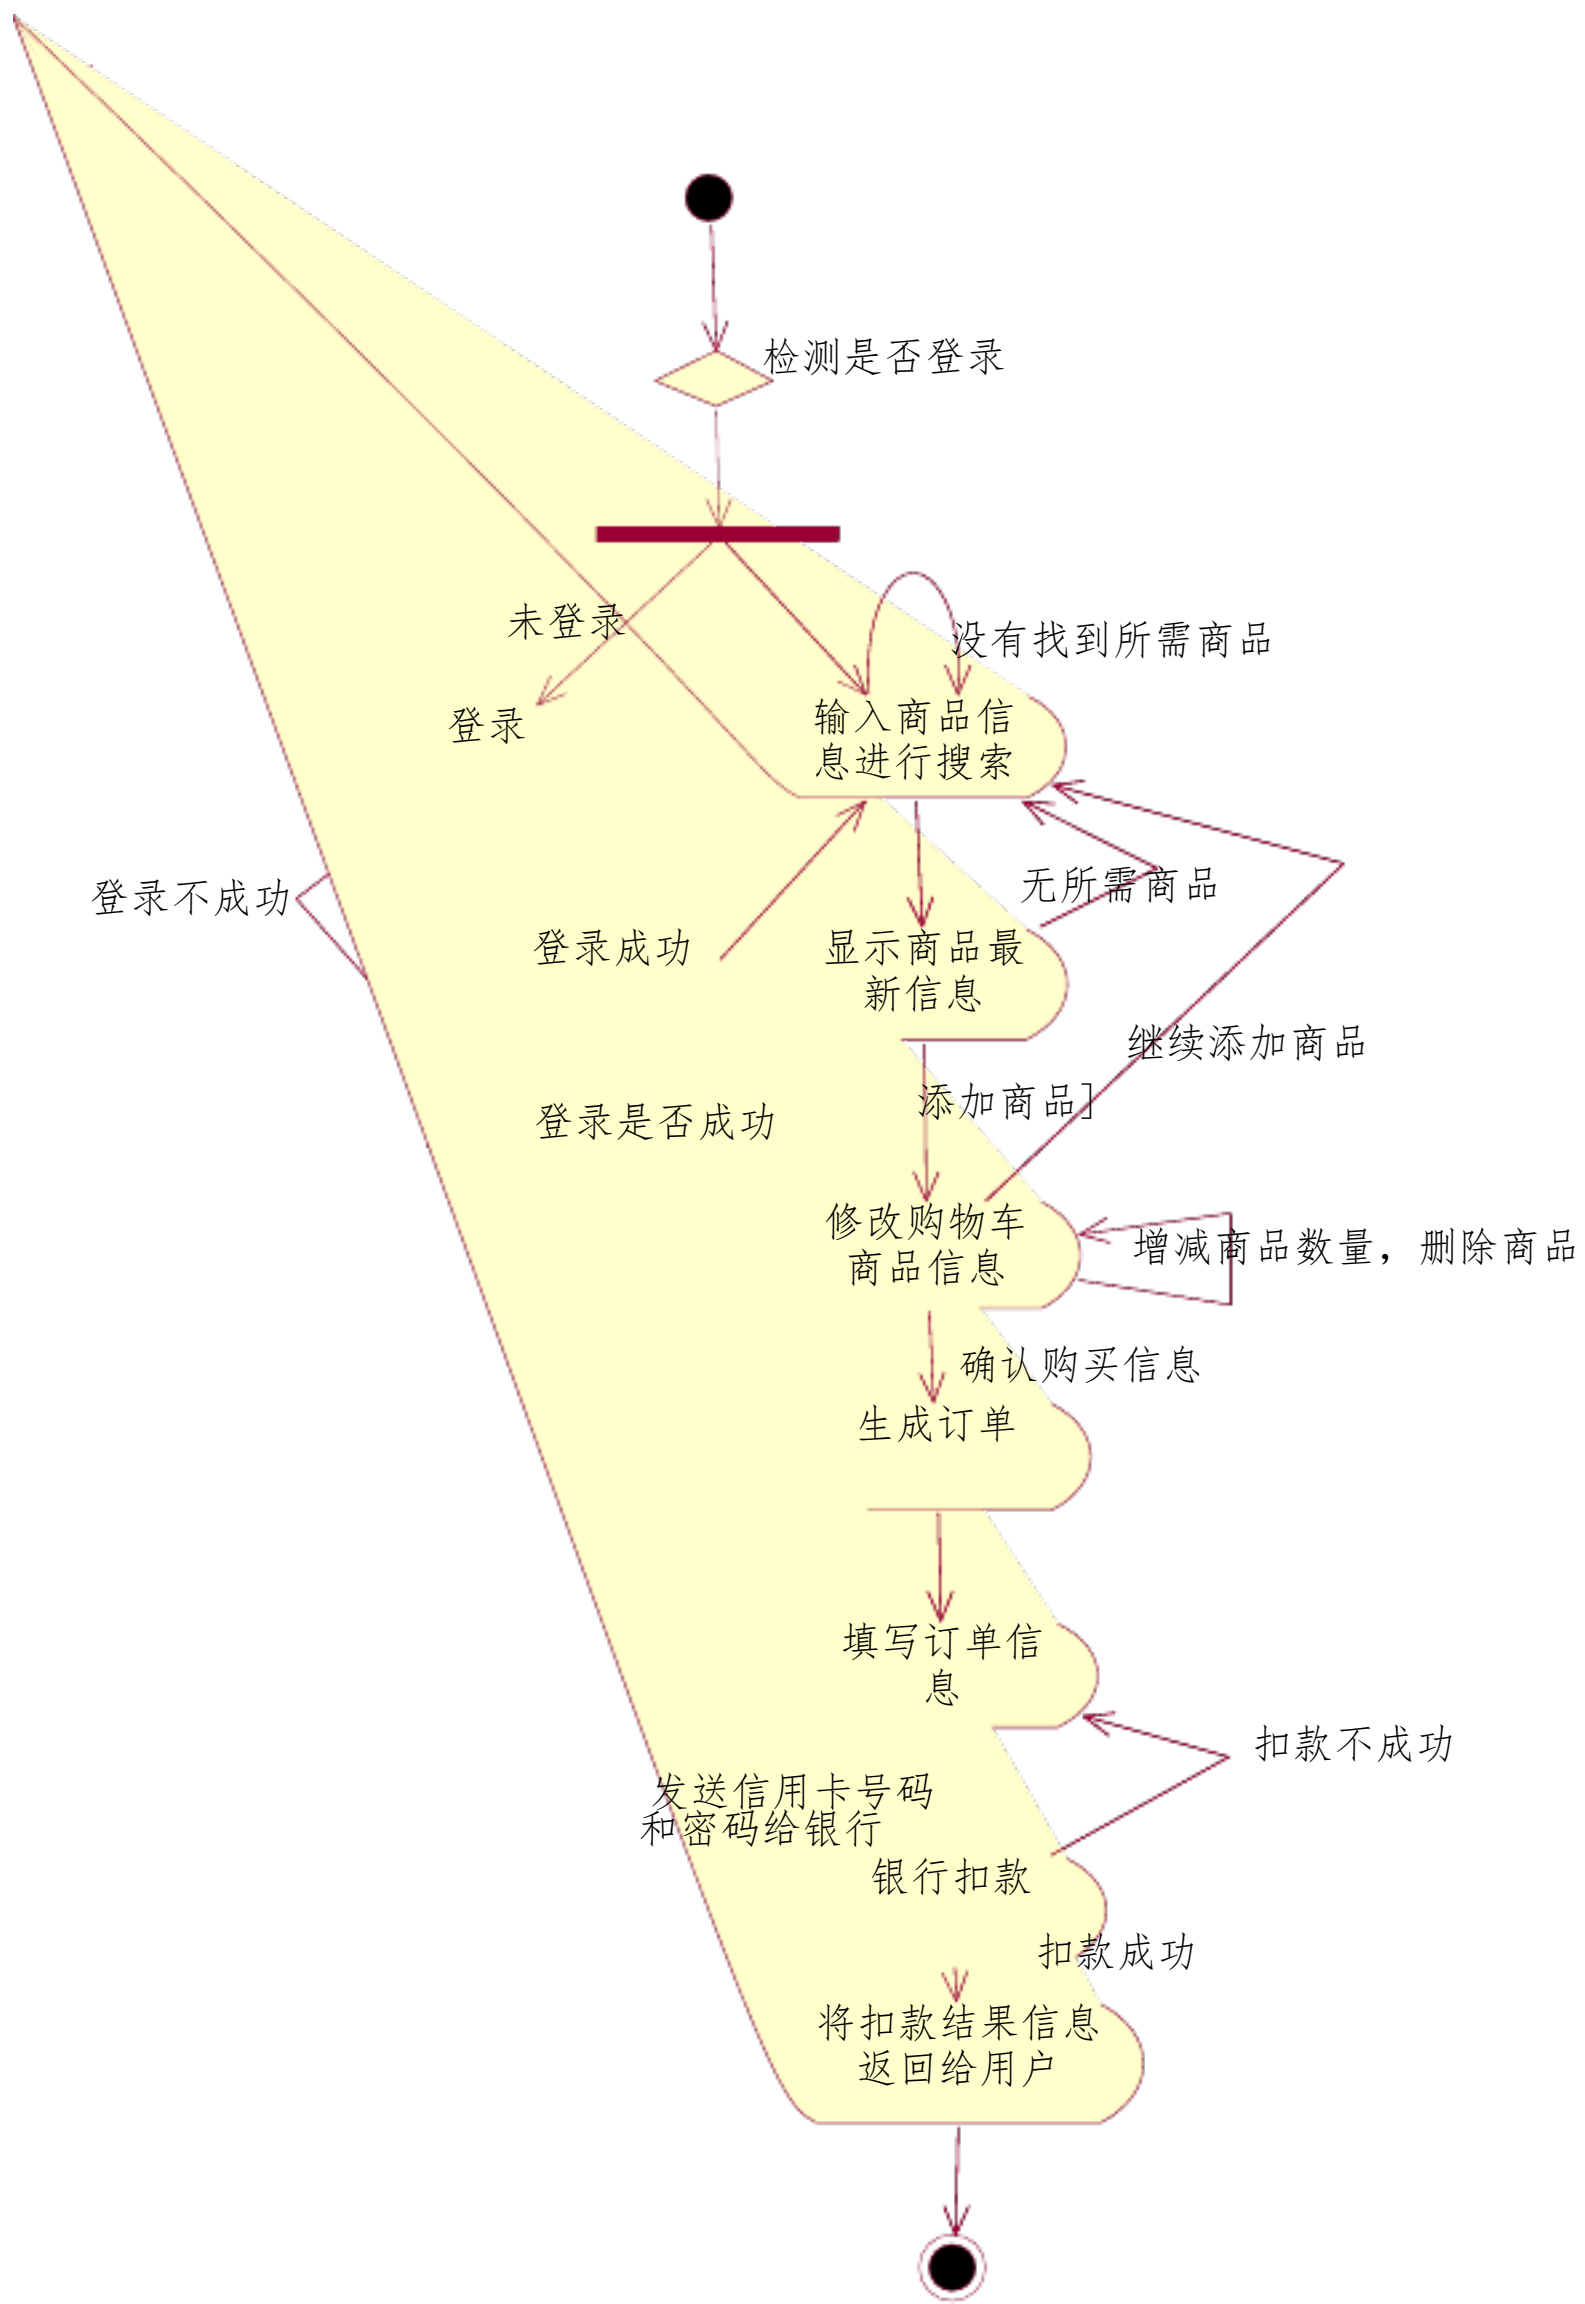 检测是否登录
未登录
没有找到所需商品
登录
输入商品信
息进行搜索
登录不成功
无所需商品
登录成功
显示商品最
新信息
继续添加商品
添加商品]
登录是否成功
修改购物车
商品信息
增减商品数量，删除商品
确认购买信息
生成订单
填写订单信
息
扣款不成功
发送信用卡号码
和密码给银行
银行扣款
扣款成功
将扣款结果信息
返回给用户